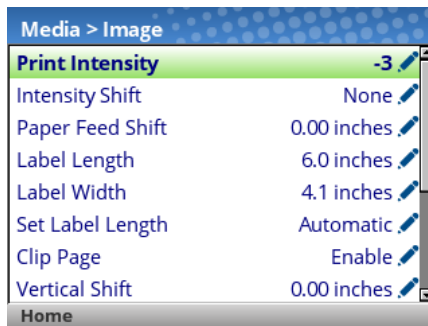 Media > Image
Print Intensity -3
Intensity Shift None
Paper Feed Shift 0.00 inches
Label Length 6.0 inches
Label Width 4.1 inches
Set Label Length Automatic
Clip Page Enable
Vertical Shift 0.00 inches
Home